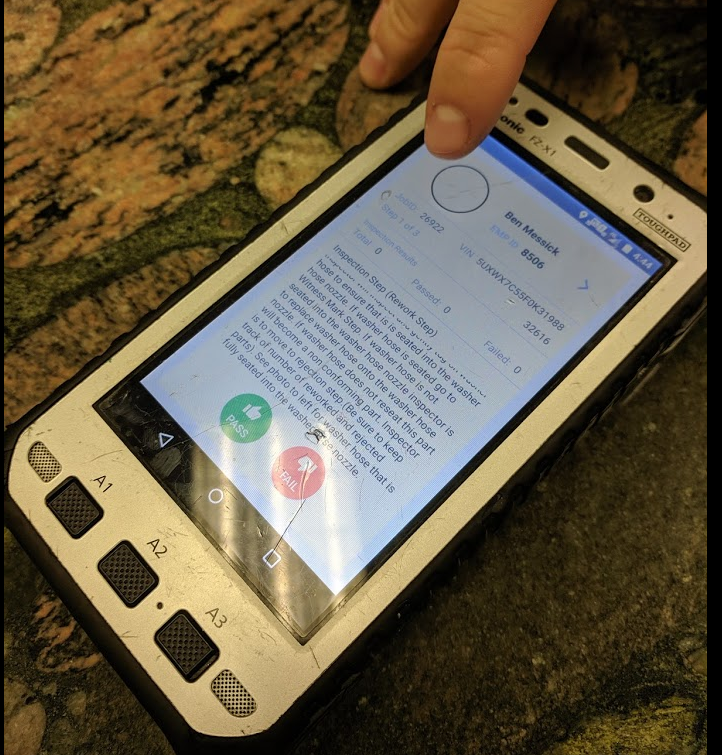 onic FZ-X1
TOUGHPAD
4:44
Ben Messick
EMP ID 8506
JobID: 26922
VIN 5UXWX7C55F0K31988
Step 1 of 8
32616
Inspection Results
Total: 0 Passed: 0 Failed: 0
Inspection Step (Rework Step)
hose to ensure that is is seated into the washer
hose nozzle. If washer hose is seated go to
Witness Mark Step. If washer hose is not
seated into the washer hose nozzle inspector is
to replace washer hose onto the washer hose
nozzle. If washer hose does not reseat this part
will become a non conforming part. Inspector
is to move to rejection step (Be sure to keep
track of number of reworked and rejected
parts). See photo to left for washer hose that is
fully seated into the washer nozzle.
PASS
FAIL
A1
A2
A3